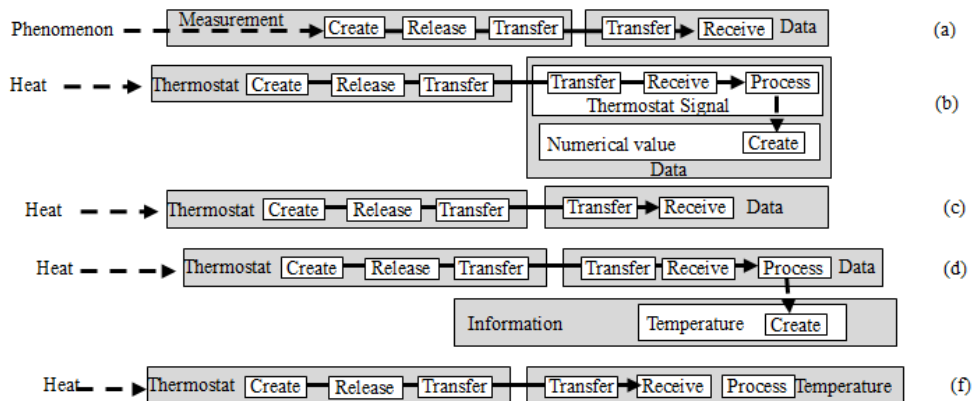 Measurement
Phenomenon Create Release Transfer Transfer Receive Data (a)
Heat Thermostat Create Release Transfer Transfer Receive Process (b)
Thermostat Signal
Numerical value Create
Data
Heat Thermostat Create Release Transfer Transfer Receive Data (c)
Heat Thermostat Create Release Transfer Transfer Receive Process Data (d)
Information Temperature Create
Heat Thermostat Create Release Transfer Transfer Receive Process Temperature (f)